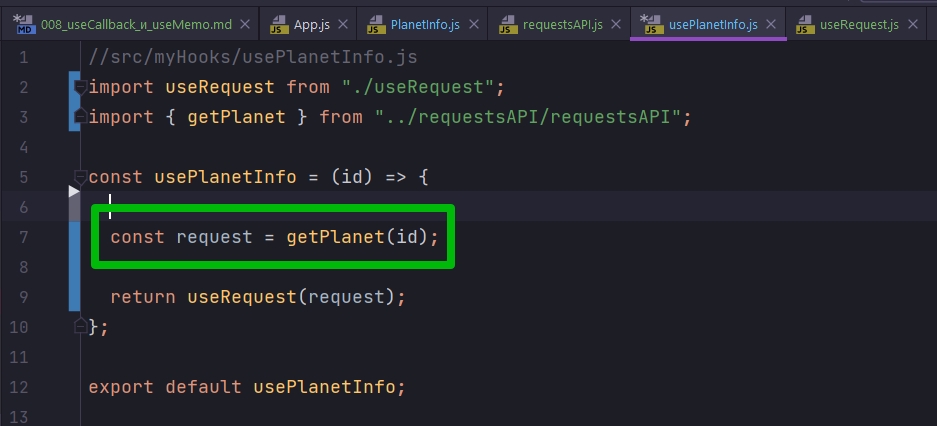 008_useCallback_и_useMemo.md App.js PlanetInfo.js requestsAPI.js usePlanetInfo.js useRequest.js
1 //src/myHooks/usePlanetInfo.js
2 import useRequest from "./useRequest";
3 import { getPlanet } from "../requestsAPI/requestsAPI";
4
5 const usePlanetInfo = (id) => {
6
7 const request = getPlanet(id);
8
9 return useRequest(request);
10 };
11
12 export default usePlanetInfo;
13